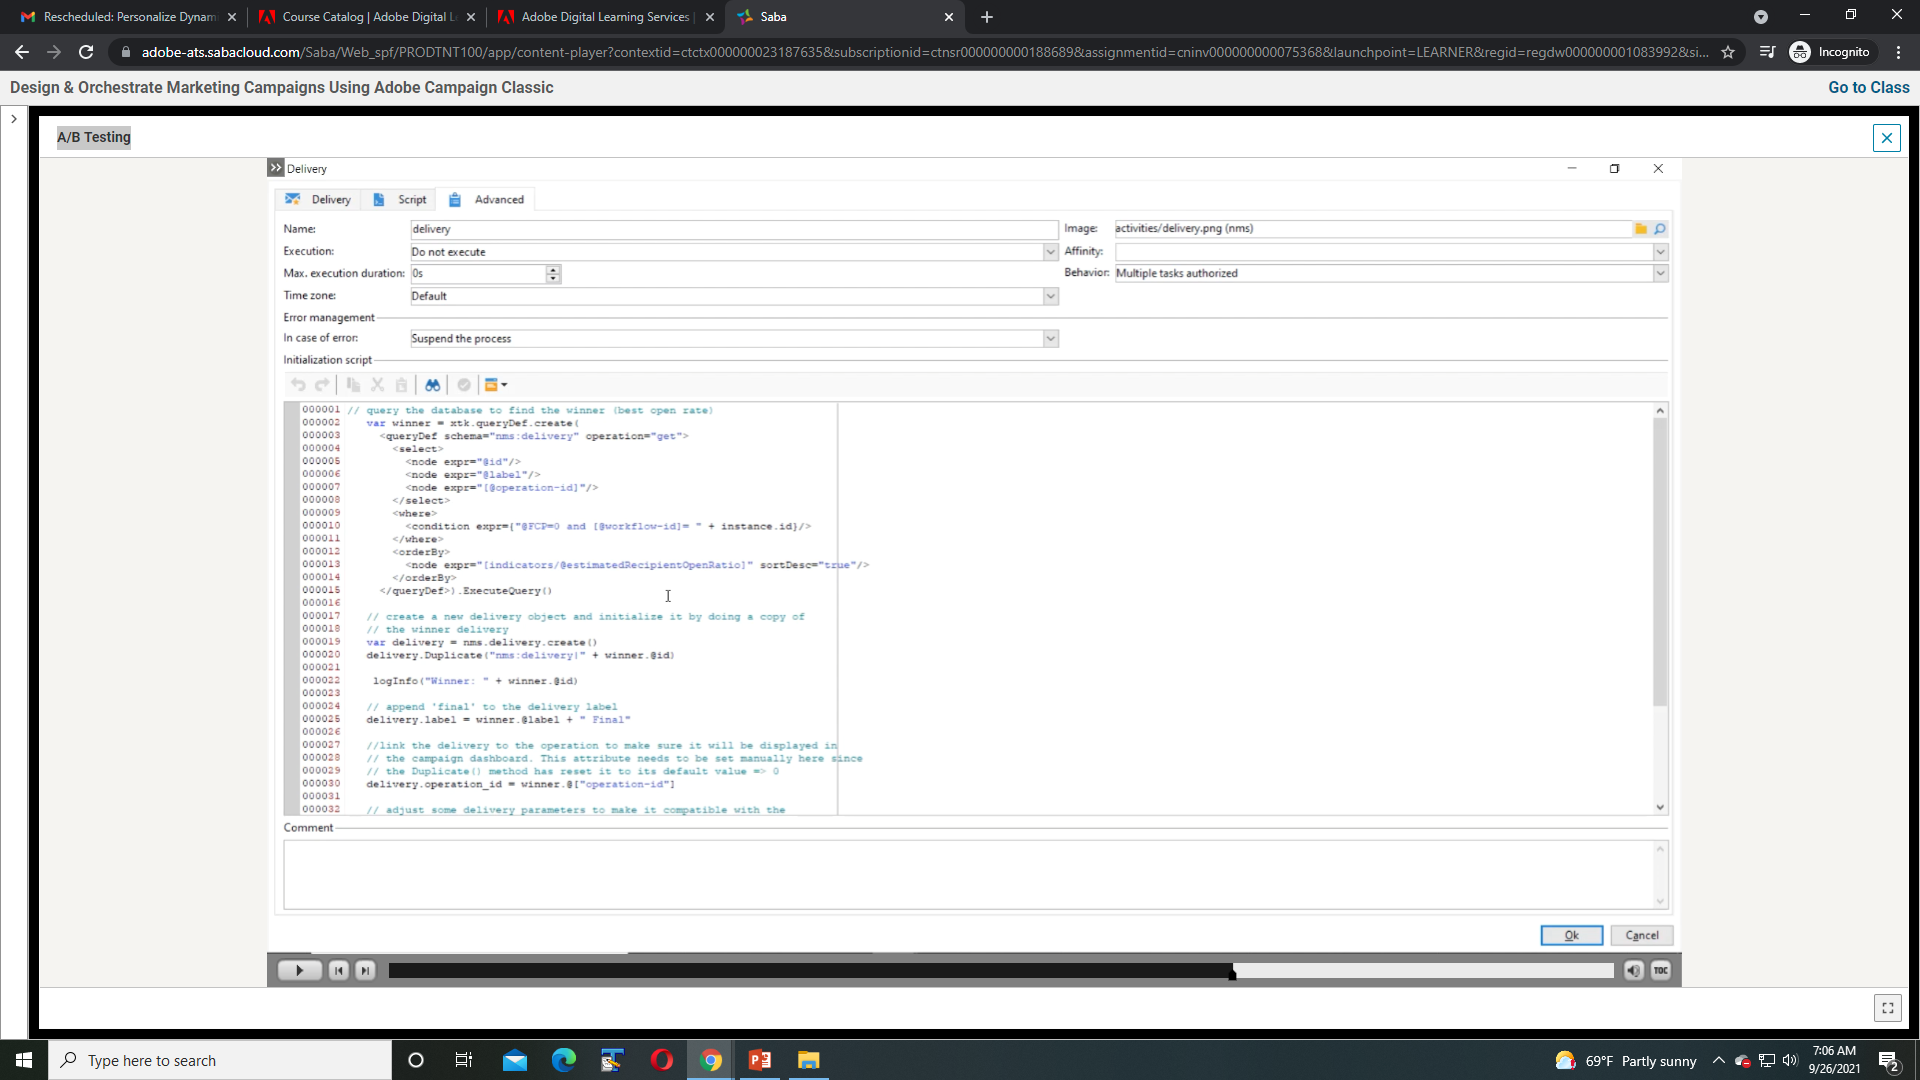 Rescheduled: Personalize Dynam
Course Catalog | Adobe Digital L
Adobe Digital Learning Services
Saba
adobe-ats.sabacloud.com/Saba/Web_spf/PRODTNT100/app/content-player?contextid=ctctx000000023187635&subscriptionid=ctnsr0000000000188689&assignmentid=cninv000000000075368&launchpoint=LEARNER&regid=regdw000000001083992&si...
Incognito
Design & Orchestrate Marketing Campaigns Using Adobe Campaign Classic
Go to Class
A/B Testing
Delivery
Delivery Script Advanced
Name: delivery Image: activities/delivery.png (nms)
Execution: Do not execute Affinity:
Max. execution duration: 0s Behavior: Multiple tasks authorized
Time zone: Default
Error management
In case of error: Suspend the process
Initialization script
000001 // query the database to find the winner (best open rate)
000002 var winner = xtk.queryDef.create(
000003 <queryDef schema="nms:delivery" operation="get">
000004 <select>
000005 <node expr="@id"/>
000006 <node expr="@label"/>
000007 <node expr="[@operation-id]"/>
000008 </select>
000009 <where>
000010 <condition expr={"@FCP=0 and [@workflow-id]= " + instance.id}/>
000011 </where>
000012 <orderBy>
000013 <node expr="[indicators/@estimatedRecipientOpenRatio]" sortDesc="true"/>
000014 </orderBy>
000015 </queryDef>).ExecuteQuery()
000016
000017 // create a new delivery object and initialize it by doing a copy of
000018 // the winner delivery
000019 var delivery = nms.delivery.create()
000020 delivery.Duplicate("nms:delivery|" + winner.@id)
000021
000022 logInfo("Winner: " + winner.@id)
000023
000024 // append 'final' to the delivery label
000025 delivery.label = winner.@label + " Final"
000026
000027 //link the delivery to the operation to make sure it will be displayed in
000028 // the campaign dashboard. This attribute needs to be set manually here since
000029 // the Duplicate() method has reset it to its default value => 0
000030 delivery.operation_id = winner.@["operation-id"]
000031
000032 // adjust some delivery parameters to make it compatible with the
Comment
Ok Cancel
TOC
Type here to search
69°F Partly sunny
7:06 AM
9/26/2021
2